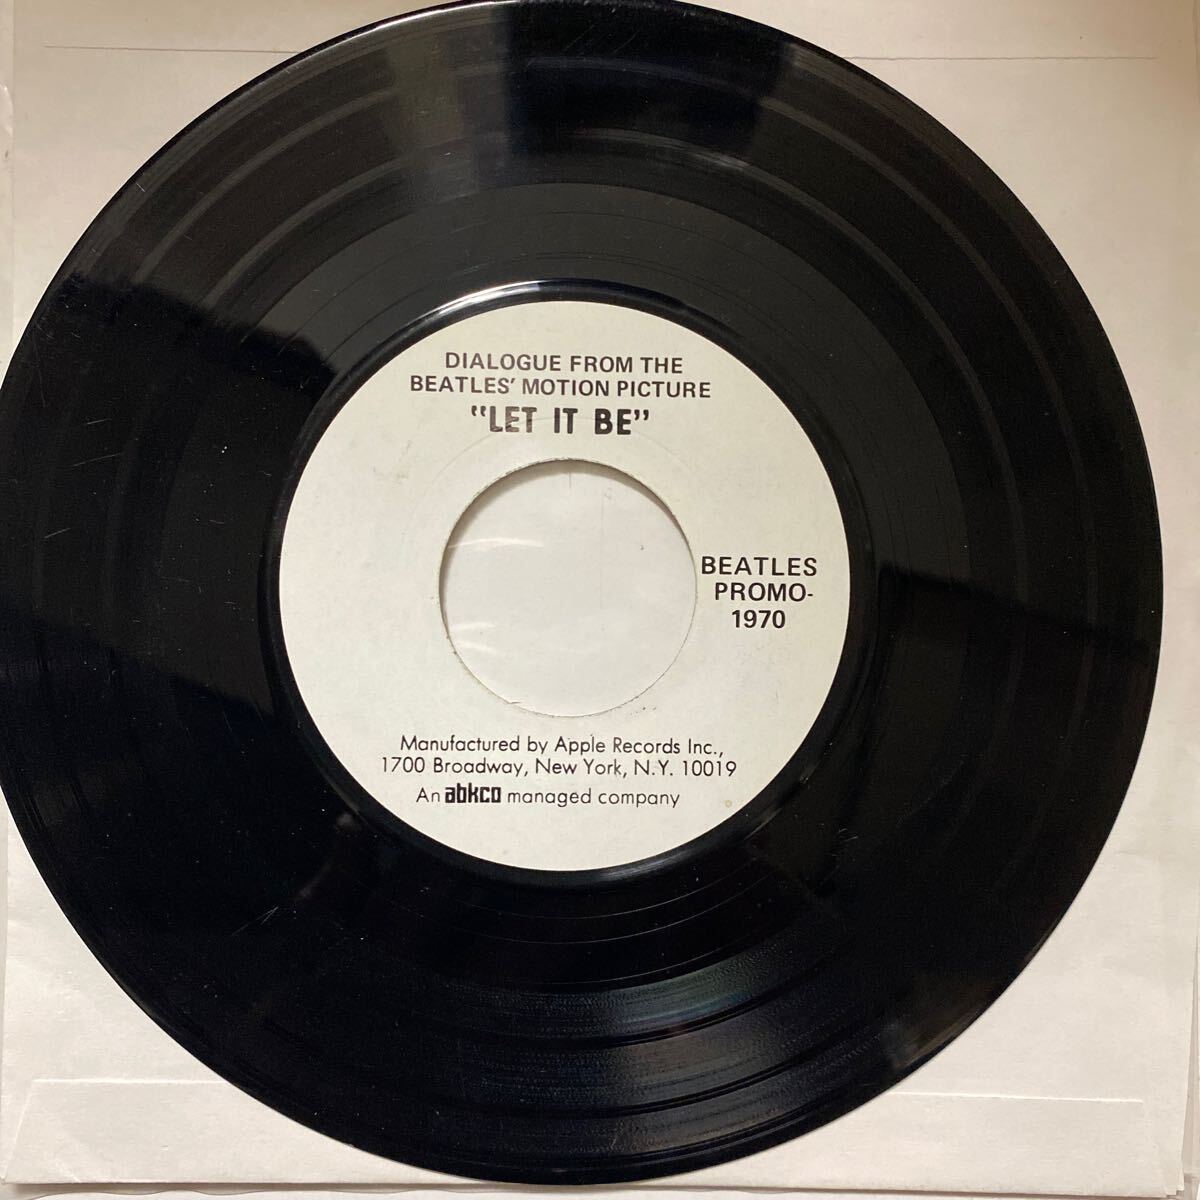 DIALOGUE FROM THE
BEATLES' MOTION PICTURE
"LET IT BE"
BEATLES
PROMO-
1970
Manufactured by Apple Records Inc.,
1700 Broadway, New York, N.Y. 10019
An abkco managed company